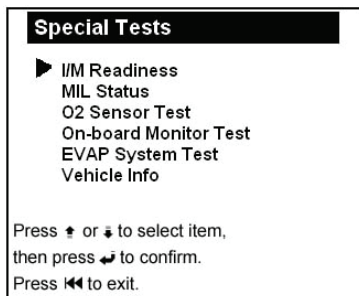 Special Tests
I/M Readiness
MIL Status
O2 Sensor Test
On-board Monitor Test
EVAP System Test
Vehicle Info
Press ⬆ or ⬇ to select item,
then press ↵ to confirm.
Press ⏮ to exit.